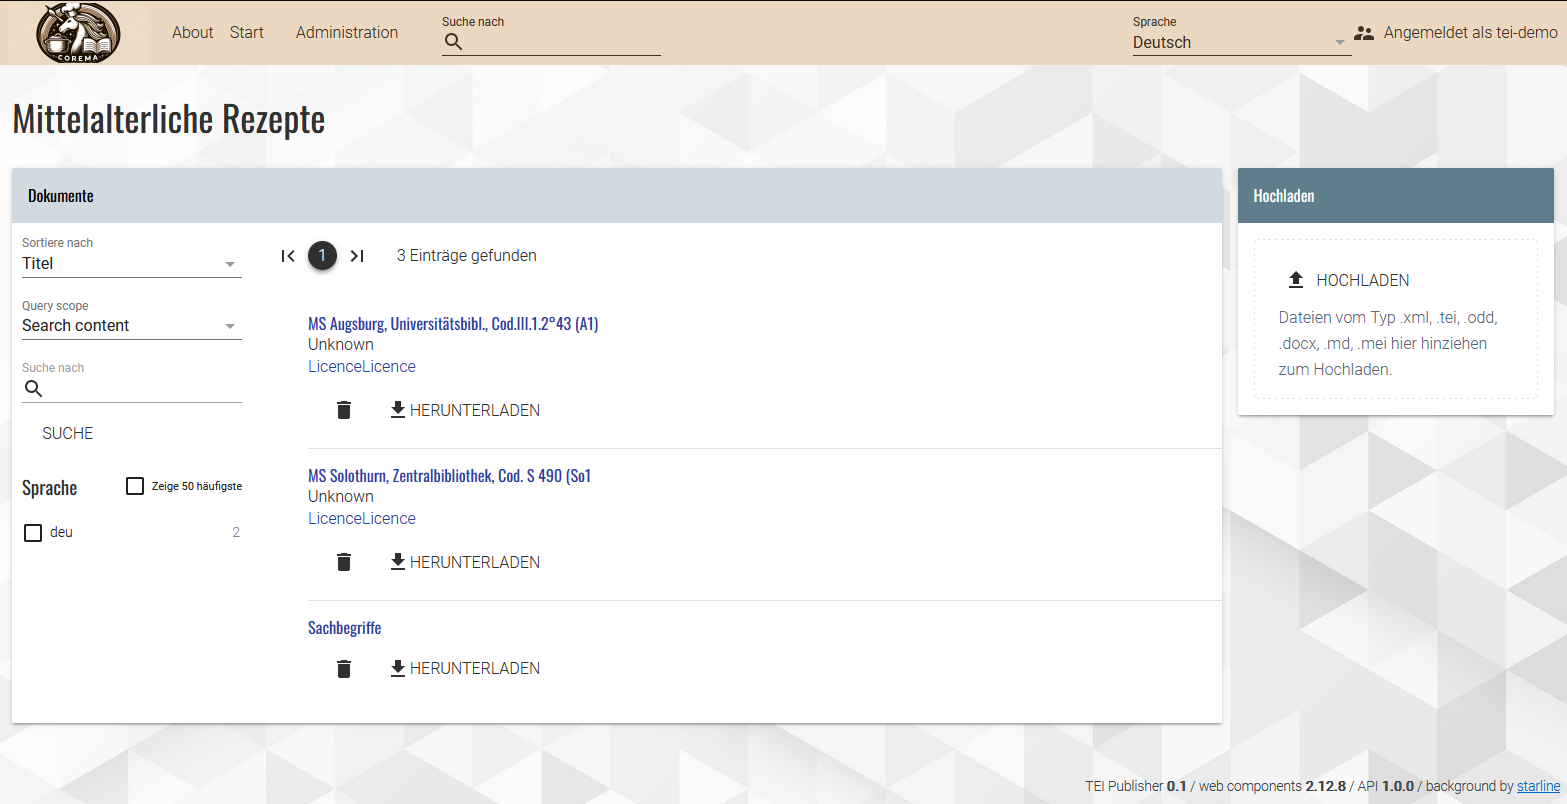 COREMA
About
Start
Administration
Suche nach
Sprache
Deutsch
Angemeldet als tei-demo
Mittelalterliche Rezepte
Dokumente
Sortiere nach
Titel
Query scope
Search content
Suche nach
SUCHE
Sprache
Zeige 50 häufigste
deu 2
1
3 Einträge gefunden
MS Augsburg, Universitätsbibl., Cod.III.1.2°43 (A1)
Unknown
LicenceLicence
HERUNTERLADEN
MS Solothurn, Zentralbibliothek, Cod. S 490 (So1
Unknown
LicenceLicence
HERUNTERLADEN
Sachbegriffe
HERUNTERLADEN
Hochladen
HOCHLADEN
Dateien vom Typ .xml, .tei, .odd,
.docx, .md, .mei hier hinziehen
zum Hochladen.
TEI Publisher 0.1 / web components 2.12.8 / API 1.0.0 / background by starline